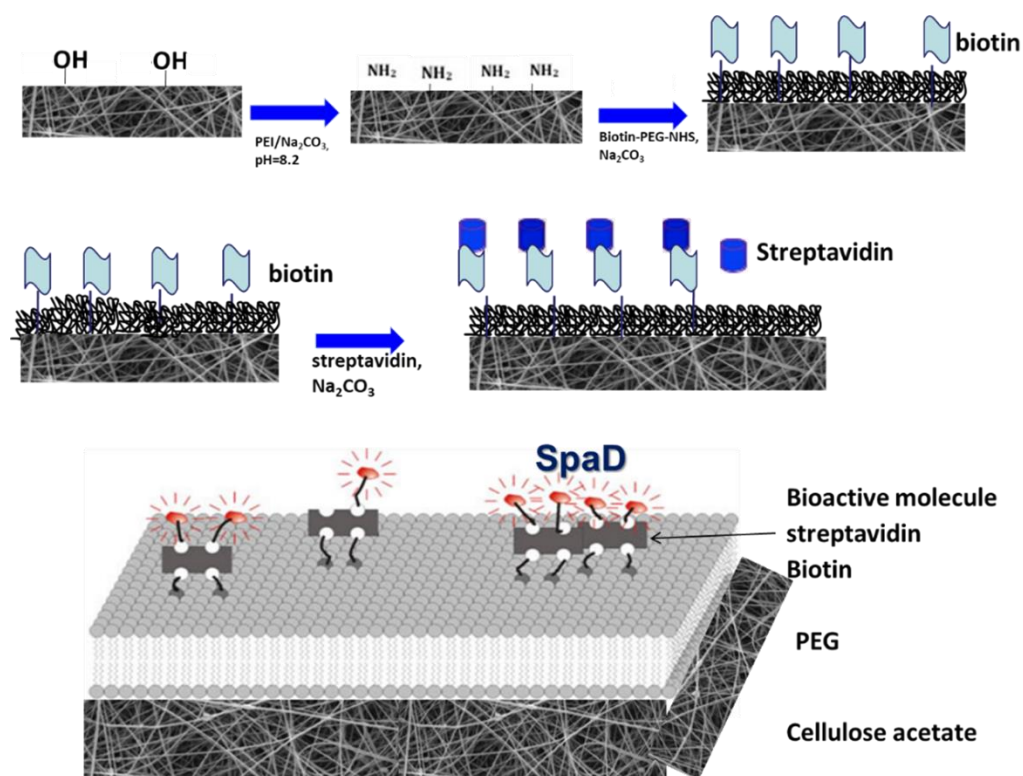 OH OH
NH₂ NH₂ NH₂ NH₂
biotin
PEI/Na₂CO₃,
pH=8.2
Biotin-PEG-NHS,
Na₂CO₃
biotin
Streptavidin
streptavidin,
Na₂CO₃
SpaD
Bioactive molecule
streptavidin
Biotin
PEG
Cellulose acetate